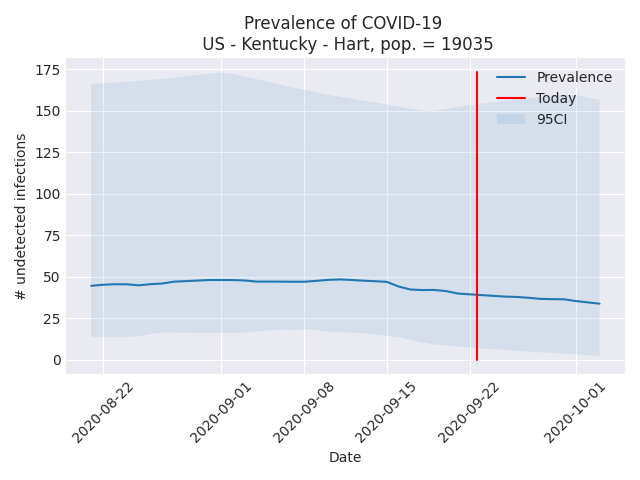 Prevalence of COVID-19
US - Kentucky - Hart, pop. = 19035
175
150
125
100
75
50
25
0
# undetected infections
Prevalence
Today
95CI
2020-08-22
2020-09-01
2020-09-08
2020-09-15
2020-09-22
2020-10-01
Date